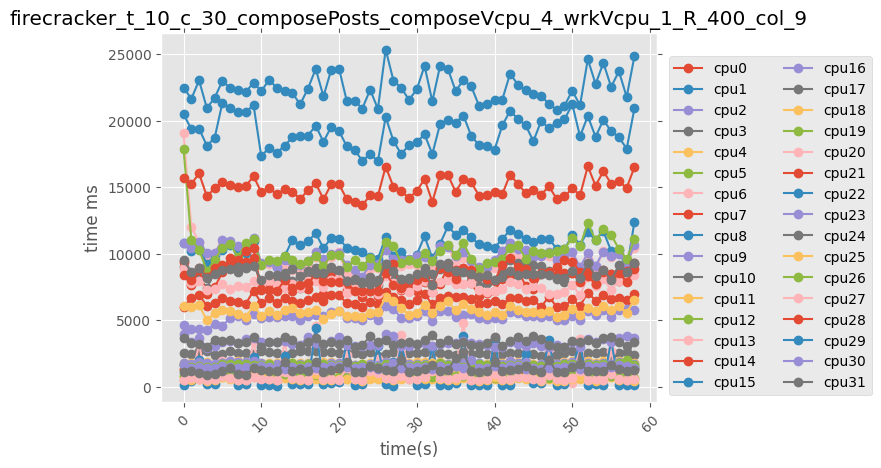 firecracker_t_10_c_30_composePosts_composeVcpu_4_wrkVcpu_1_R_400_col_9
time ms
25000
20000
15000
10000
5000
0
0
10
20
30
40
50
60
time(s)
cpu0
cpu1
cpu2
cpu3
cpu4
cpu5
cpu6
cpu7
cpu8
cpu9
cpu10
cpu11
cpu12
cpu13
cpu14
cpu15
cpu16
cpu17
cpu18
cpu19
cpu20
cpu21
cpu22
cpu23
cpu24
cpu25
cpu26
cpu27
cpu28
cpu29
cpu30
cpu31